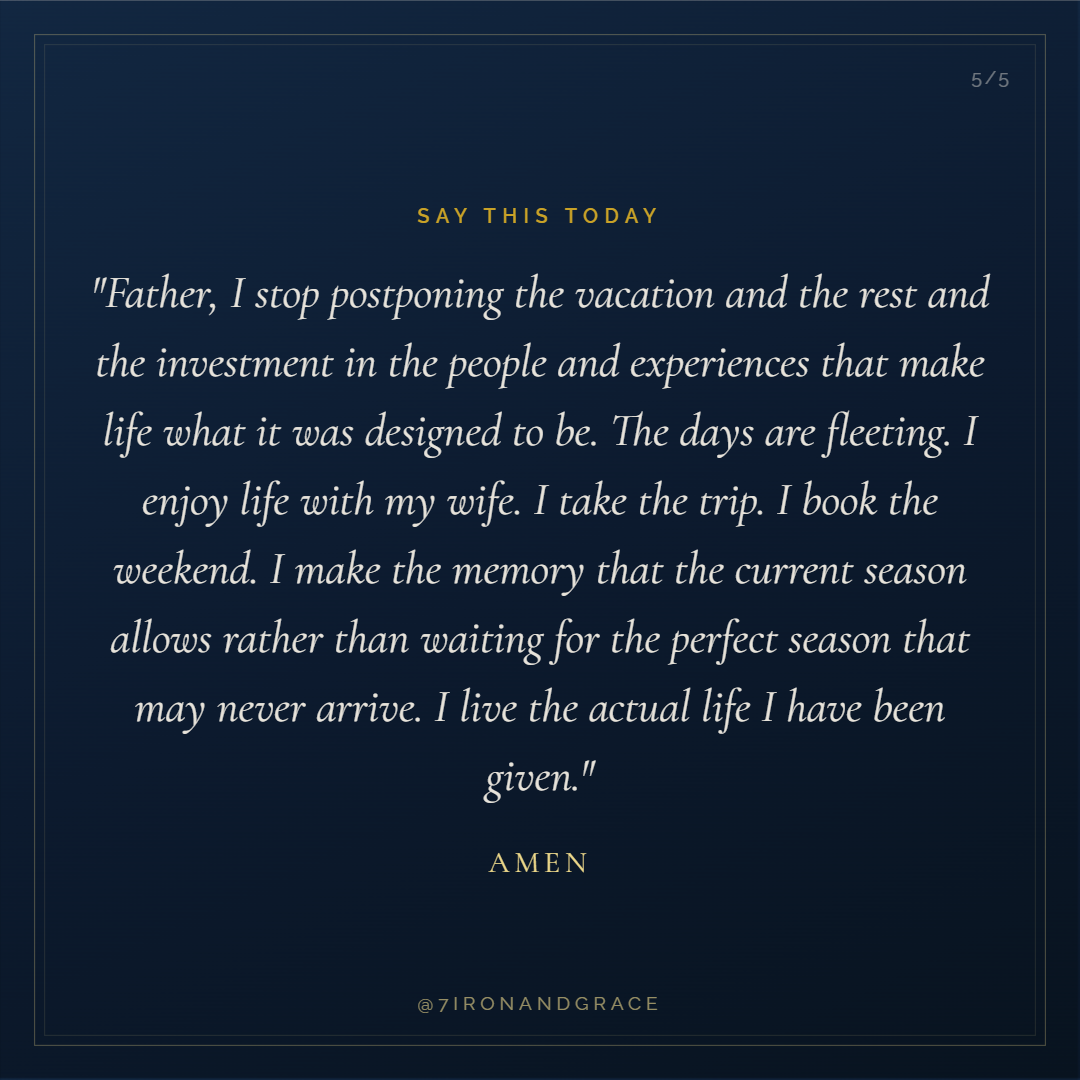 5/5
SAY THIS TODAY
"Father, I stop postponing the vacation and the rest and
the investment in the people and experiences that make
life what it was designed to be. The days are fleeting. I
enjoy life with my wife. I take the trip. I book the
weekend. I make the memory that the current season
allows rather than waiting for the perfect season that
may never arrive. I live the actual life I have been
given."
AMEN
@7IRONANDGRACE